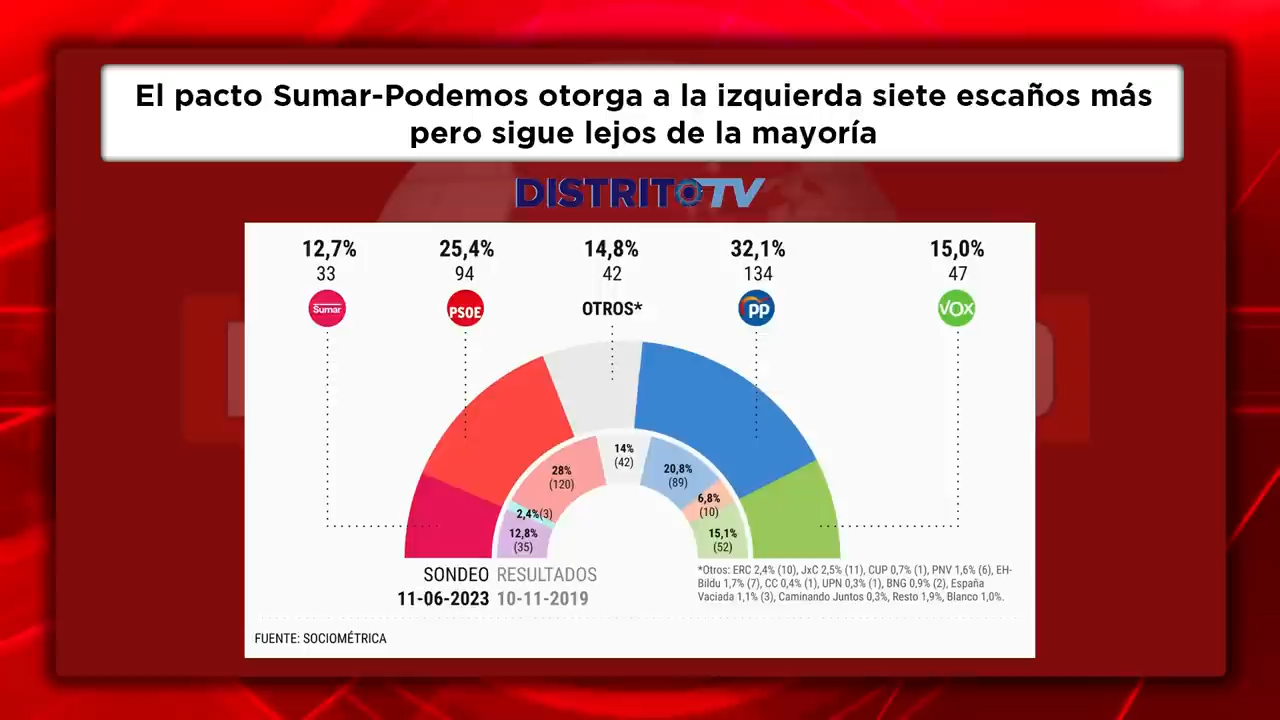 El pacto Sumar-Podemos otorga a la izquierda siete escaños más
pero sigue lejos de la mayoría
DISTRITOTV
12,7% 25,4% 14,8% 32,1% 15,0%
33 94 42 134 47
Sumar PSOE OTROS* PP VOX
14%
(42)
28%
(120)
20,8%
(89)
6,8%
(10)
2,4%(3)
12,8%
(35)
15,1%
(52)
SONDEO RESULTADOS
11-06-2023 10-11-2019
*Otros: ERC 2,4% (10), JxC 2,5% (11), CUP 0,7% (1), PNV 1,6% (6), EH-
Bildu 1,7% (7), CC 0,4% (1), UPN 0,3% (1), BNG 0,9% (2), España
Vaciada 1,1% (3), Caminando Juntos 0,3%, Resto 1,9%, Blanco 1,0%.
FUENTE: SOCIOMÉTRICA